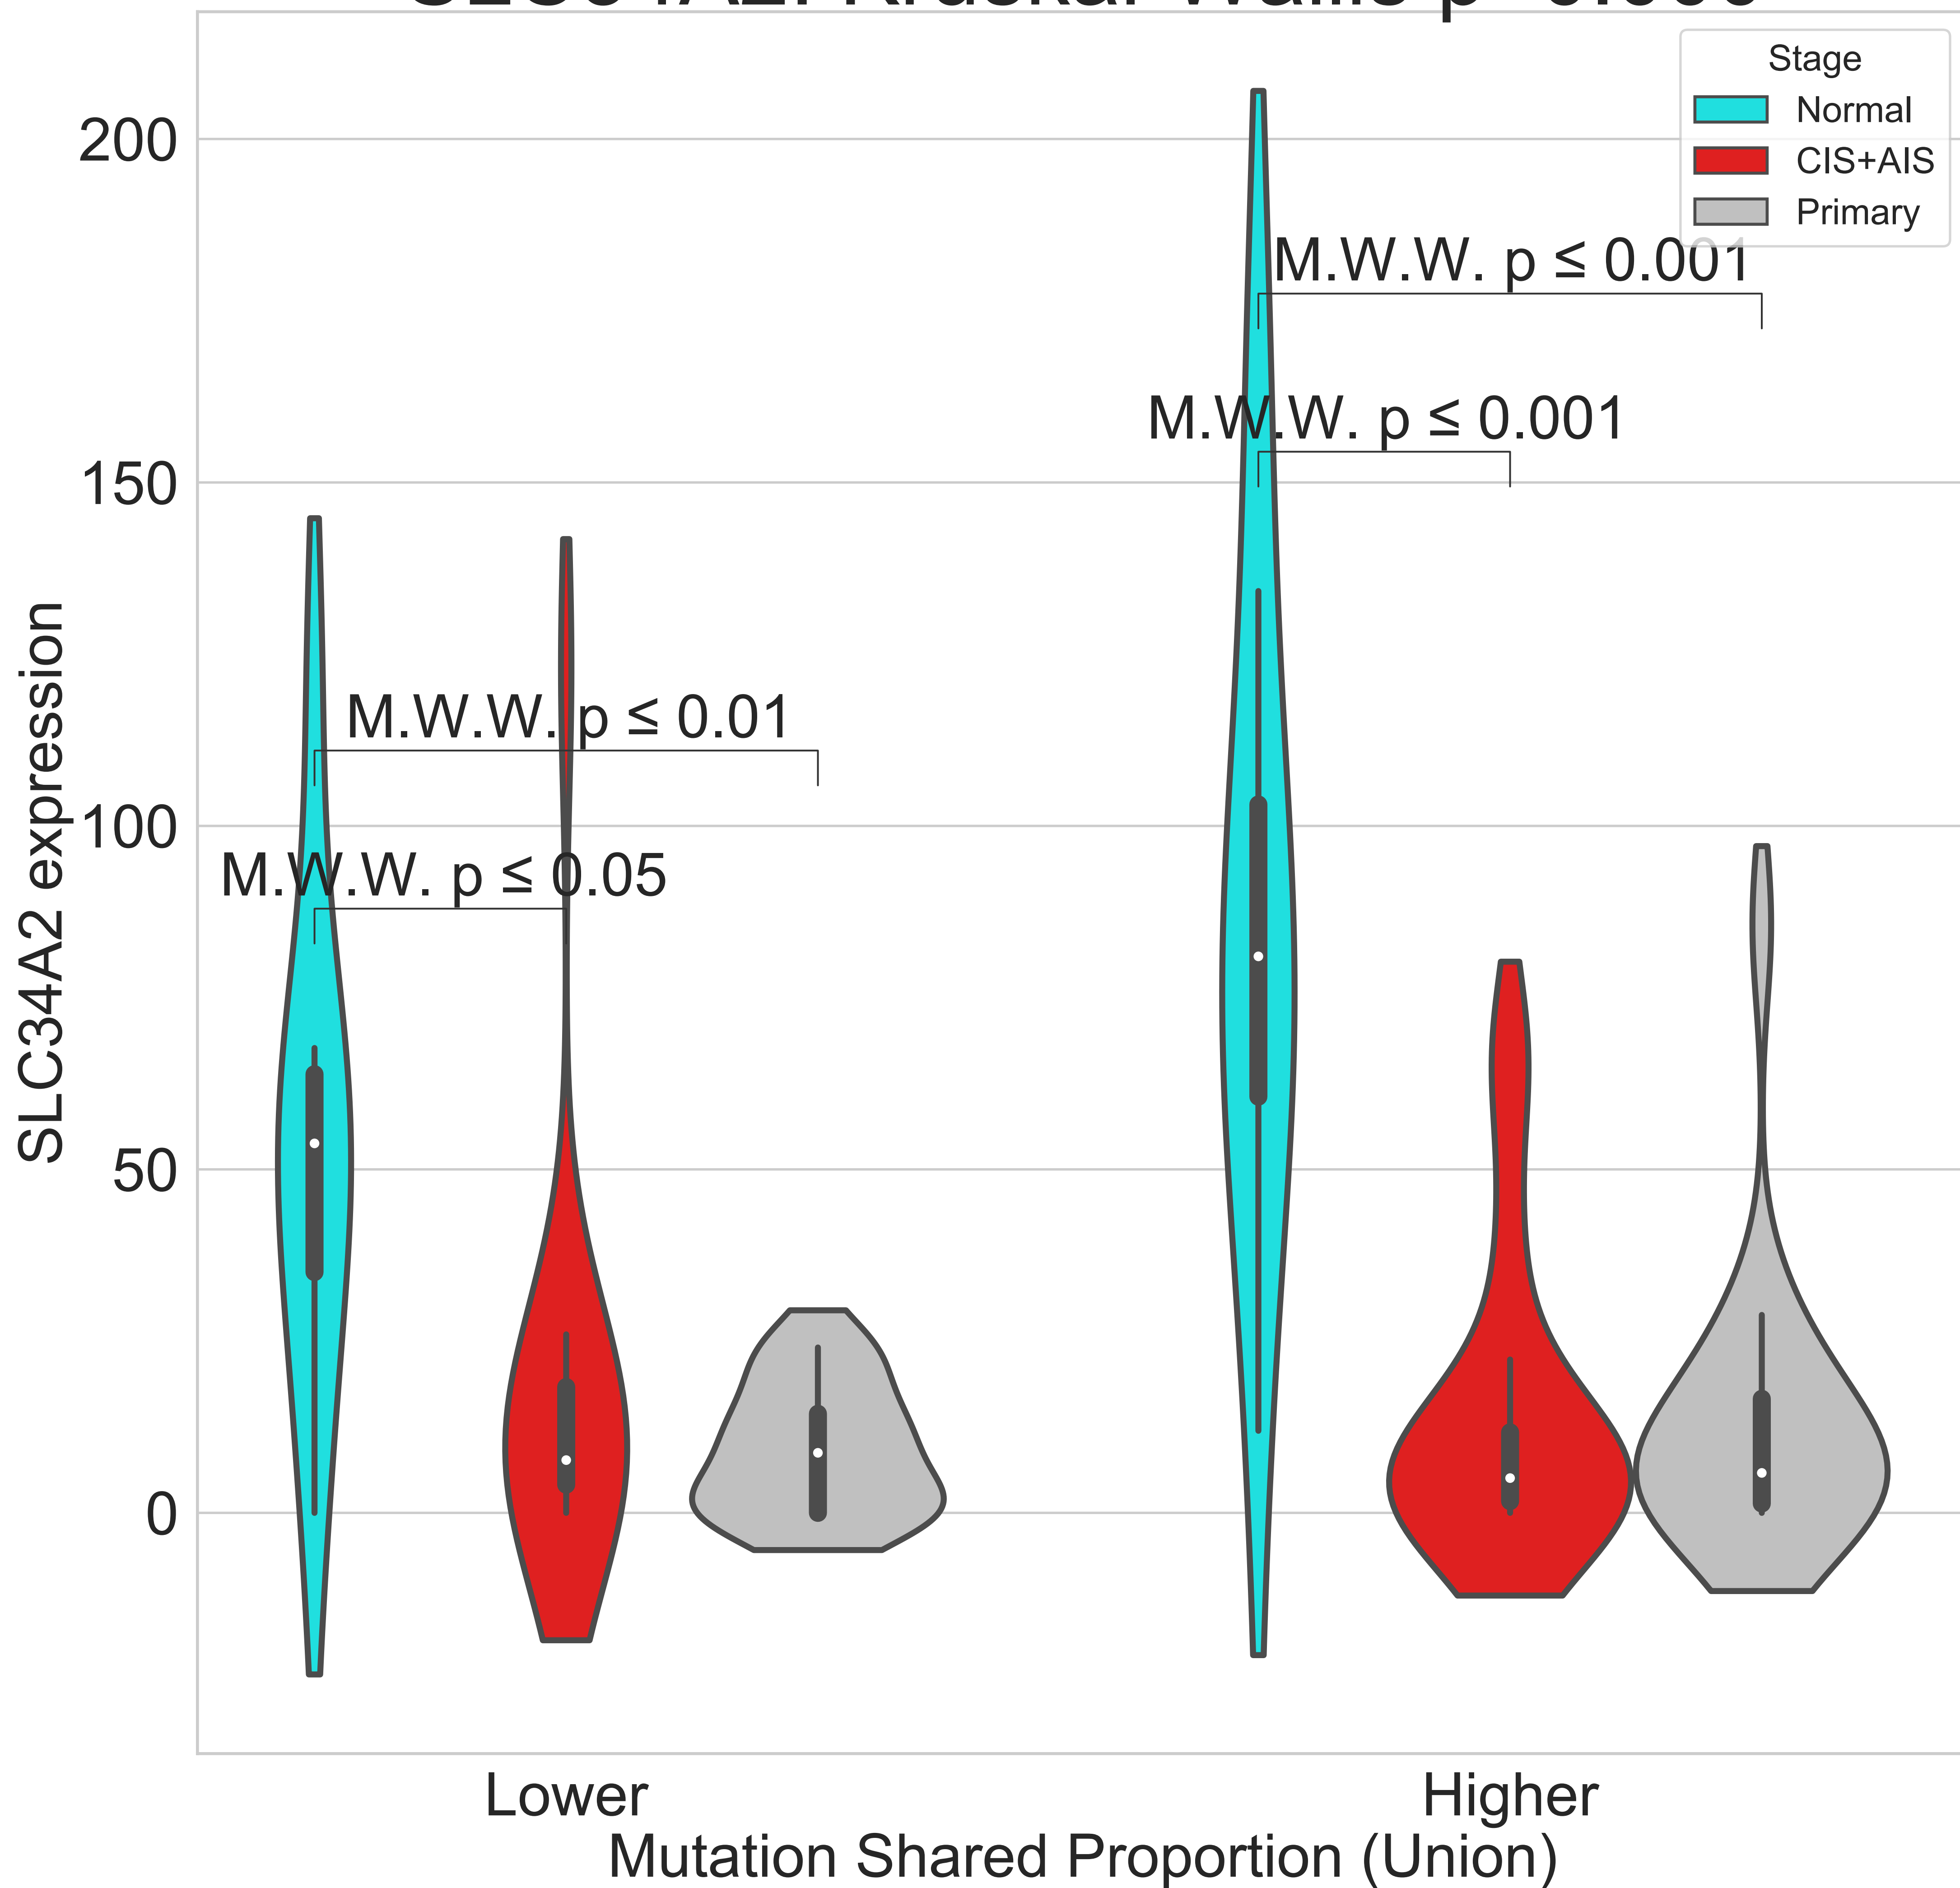 Stage
Normal
CIS+AIS
Primary
200
150
100
50
0
SLC34A2 expression
M.W.W. p ≤ 0.001
M.W.W. p ≤ 0.001
M.W.W. p ≤ 0.01
M.W.W. p ≤ 0.05
Lower
Higher
Mutation Shared Proportion (Union)